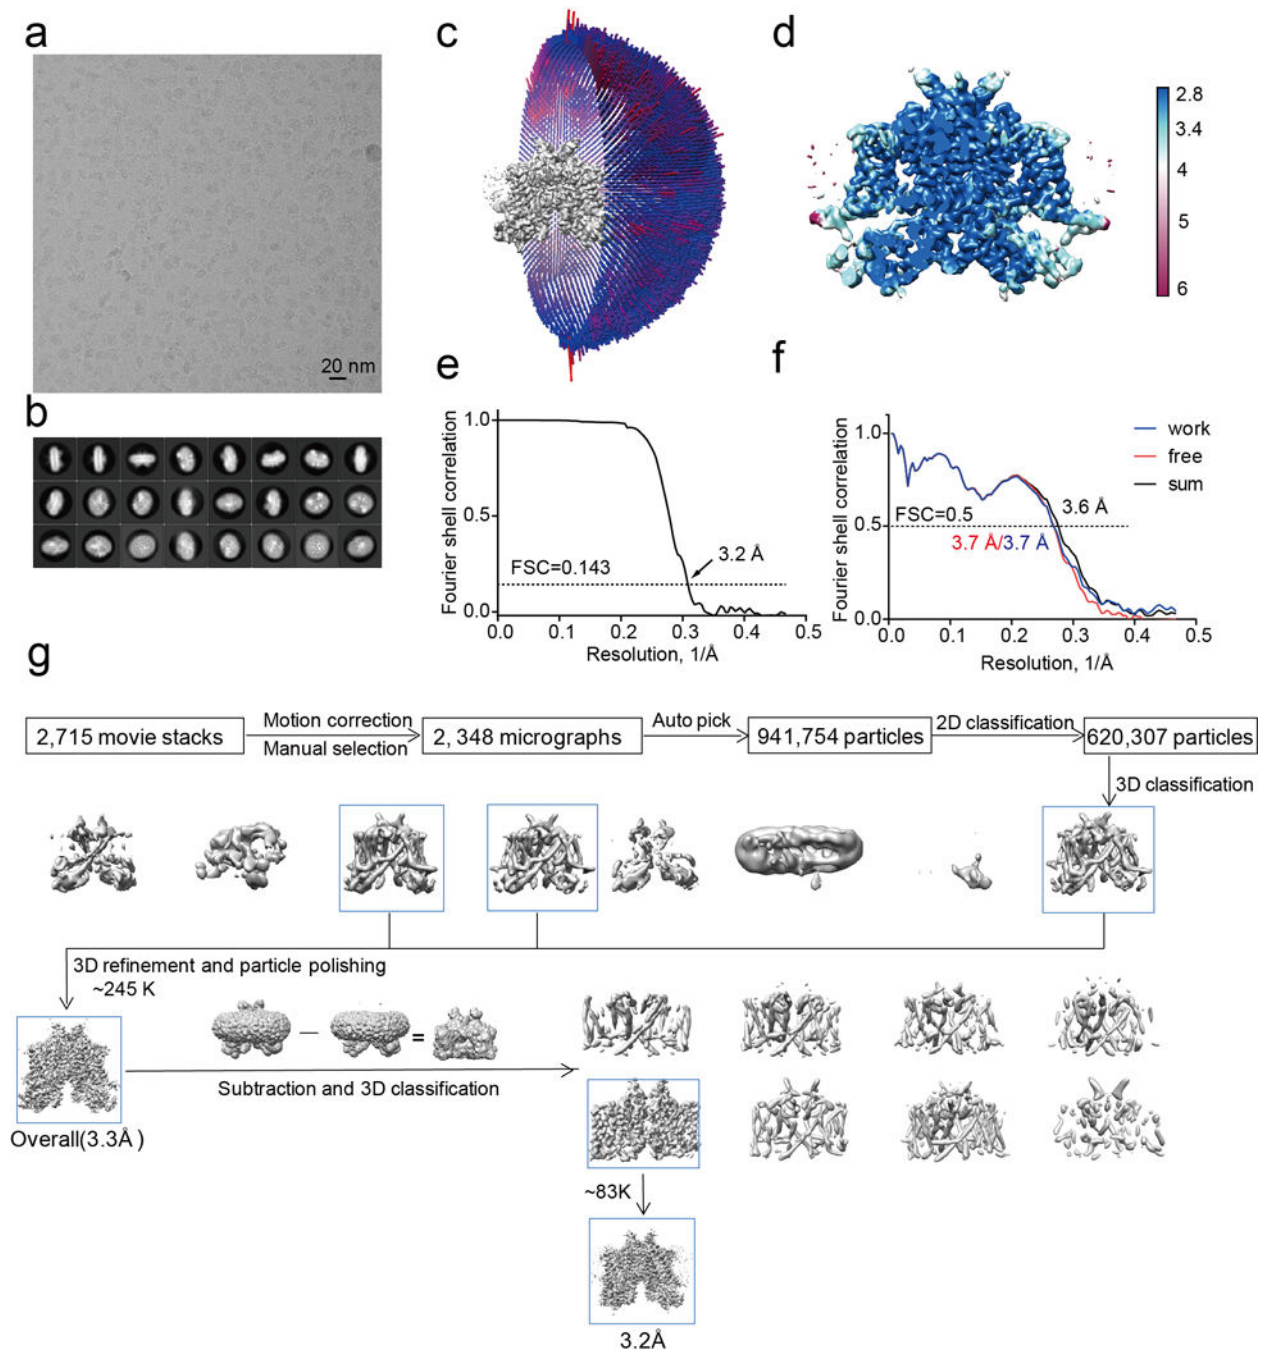 a
20 nm
b
c
d
2.8
3.4
4
5
6
e
Fourier shell correlation
1.0
0.5
0.0
FSC=0.143
3.2 Å
0.0 0.1 0.2 0.3 0.4 0.5
Resolution, 1/Å
f
Fourier shell correlation
1.0
0.5
0.0
FSC=0.5
3.6 Å
3.7 Å/3.7 Å
work
free
sum
0.0 0.1 0.2 0.3 0.4 0.5
Resolution, 1/Å
g
2,715 movie stacks
Motion correction
Manual selection
2, 348 micrographs
Auto pick
941,754 particles
2D classification
620,307 particles
3D classification
3D refinement and particle polishing
~245 K
—
=
Subtraction and 3D classification
Overall(3.3Å)
~83K
3.2Å